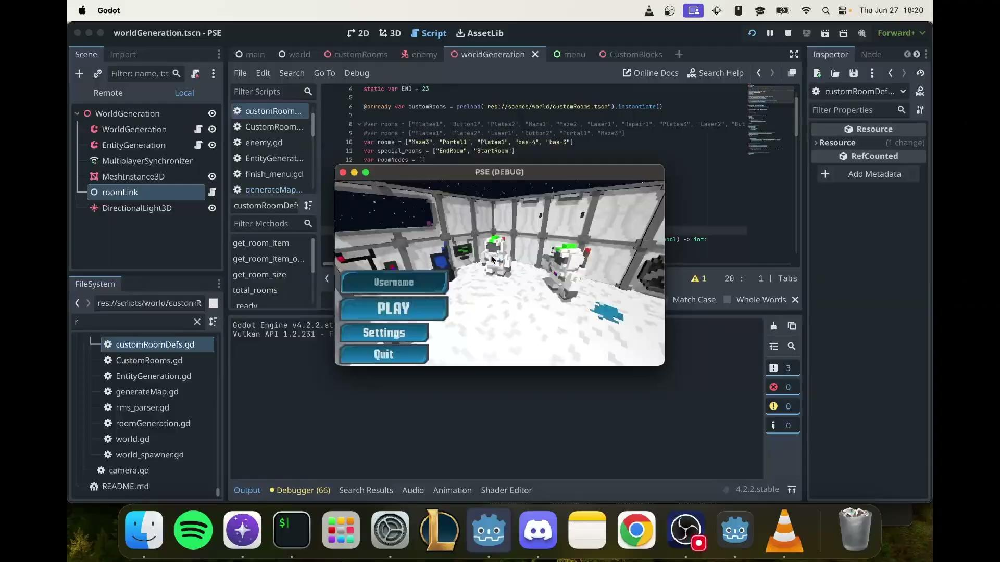 Godot
Thu Jun 27 18:20
worldGeneration.tscn - PSE
2D
3D
Script
AssetLib
Forward+
Scene
Import
main
world
customRooms
enemy
worldGeneration
menu
CustomBlocks
Inspector
Node
Filter: name, t:t
File
Edit
Search
Go To
Debug
Online Docs
Search Help
Remote
Local
Filter Scripts
customRoomDef...
Filter Properties
WorldGeneration
WorldGeneration
EntityGeneration
MultiplayerSynchronizer
MeshInstance3D
roomLink
DirectionalLight3D
customRoom...
CustomRoom...
enemy.gd
EntityGenerat...
finish_menu.gd
generateMap...
customRoomDefs
Filter Methods
get_room_item
get_room_item_o...
get_room_size
total_rooms
_ready
4 static var END = 23
5
6 @onready var customRooms = preload("res://scenes/world/customRooms.tscn").instantiate()
7
8 #var rooms = ["Plates1", "Button1", "Plates2", "Maze1", "Maze2", "Laser1", "Repair1", "Plates3", "Laser2", "But
9 #var rooms = ["Plates1", "Plates2", "Laser1", "Button2", "Portal1", "Maze3"]
10 var rooms = ["Maze3", "Portal1", "Plates1", "bas-4", "bas-3"]
11 var special_rooms = ["EndRoom", "StartRoom"]
12 var roomNodes = []
ool) -> int:
Resource
Resource (1 change)
RefCounted
Add Metadata
PSE (DEBUG)
Username
PLAY
Settings
Quit
1 20 : 1 | Tabs
Match Case
Whole Words
FileSystem
res://scripts/world/customR
r
customRoomDefs.gd
CustomRooms.gd
EntityGeneration.gd
generateMap.gd
rms_parser.gd
roomGeneration.gd
world.gd
world_spawner.gd
camera.gd
README.md
Godot Engine v4.2.2.st
Vulkan API 1.2.231 - F
3
0
0
0
Output
Debugger (66)
Search Results
Audio
Animation
Shader Editor
4.2.2.stable
$